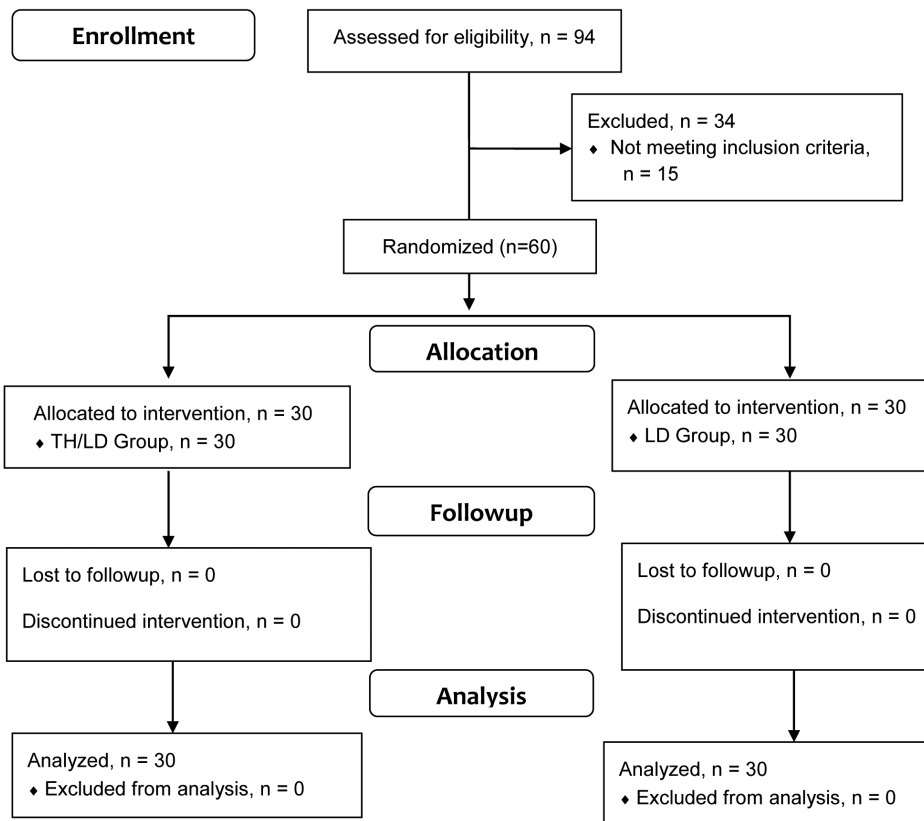 Enrollment
Assessed for eligibility, n = 94
Excluded, n = 34
♦ Not meeting inclusion criteria,
n = 15
Randomized (n=60)
Allocation
Allocated to intervention, n = 30
♦ TH/LD Group, n = 30
Allocated to intervention, n = 30
♦ LD Group, n = 30
Followup
Lost to followup, n = 0
Discontinued intervention, n = 0
Lost to followup, n = 0
Discontinued intervention, n = 0
Analysis
Analyzed, n = 30
♦ Excluded from analysis, n = 0
Analyzed, n = 30
♦ Excluded from analysis, n = 0